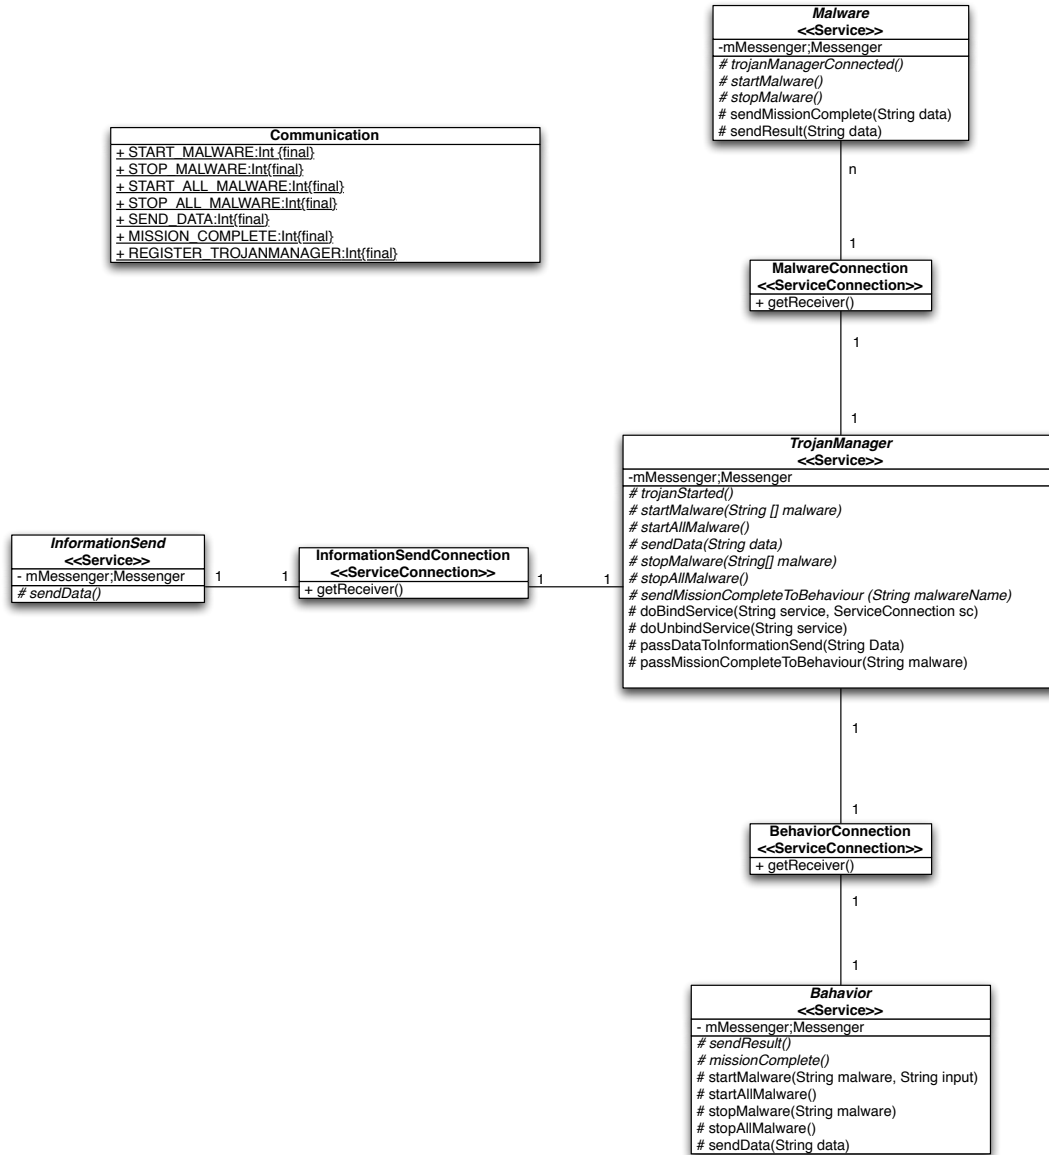 Malware
<<Service>>
-mMessenger;Messenger
# trojanManagerConnected()
# startMalware()
# stopMalware()
# sendMissionComplete(String data)
# sendResult(String data)
Communication
+ START_MALWARE:Int {final}
+ STOP_MALWARE:Int{final}
+ START_ALL_MALWARE:Int{final}
+ STOP_ALL_MALWARE:Int{final}
+ SEND_DATA:Int{final}
+ MISSION_COMPLETE:Int{final}
+ REGISTER_TROJANMANAGER:Int{final}
n
1
MalwareConnection
<<ServiceConnection>>
+ getReceiver()
1
1
TrojanManager
<<Service>>
-mMessenger;Messenger
# trojanStarted()
# startMalware(String [] malware)
# startAllMalware()
# sendData(String data)
# stopMalware(String[] malware)
# stopAllMalware()
# sendMissionCompleteToBehaviour (String malwareName)
# doBindService(String service, ServiceConnection sc)
# doUnbindService(String service)
# passDataToInformationSend(String Data)
# passMissionCompleteToBehaviour(String malware)
InformationSend
<<Service>>
- mMessenger;Messenger
# sendData()
1
1
InformationSendConnection
<<ServiceConnection>>
+ getReceiver()
1
1
1
1
BehaviorConnection
<<ServiceConnection>>
+ getReceiver()
1
1
Bahavior
<<Service>>
- mMessenger;Messenger
# sendResult()
# missionComplete()
# startMalware(String malware, String input)
# startAllMalware()
# stopMalware(String malware)
# stopAllMalware()
# sendData(String data)